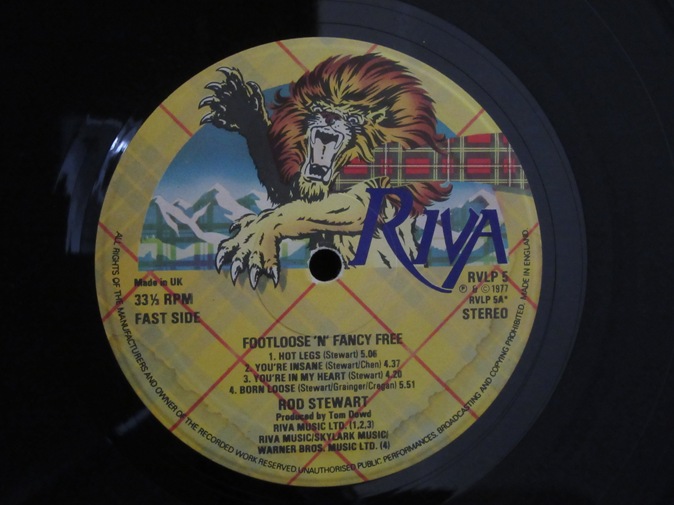 RIVA
Made in UK
33⅓ RPM
FAST SIDE
RVLP 5
℗ & © 1977
RVLP 5A*
STEREO
FOOTLOOSE 'N' FANCY FREE
1. HOT LEGS (Stewart) 5.06
2. YOU'RE INSANE (Stewart/Chen) 4.37
3. YOU'RE IN MY HEART (Stewart) 4.20
4. BORN LOOSE (Stewart/Grainger/Cregan) 5.51
ROD STEWART
Produced by Tom Dowd
RIVA MUSIC LTD. (1,2,3)
RIVA MUSIC/SKYLARK MUSIC/
WARNER BROS. MUSIC LTD. (4)
ALL RIGHTS OF THE MANUFACTURERS AND OWNER OF THE RECORDED WORK RESERVED UNAUTHORISED PUBLIC PERFORMANCES, BROADCASTING AND COPYING PROHIBITED. MADE IN ENGLAND